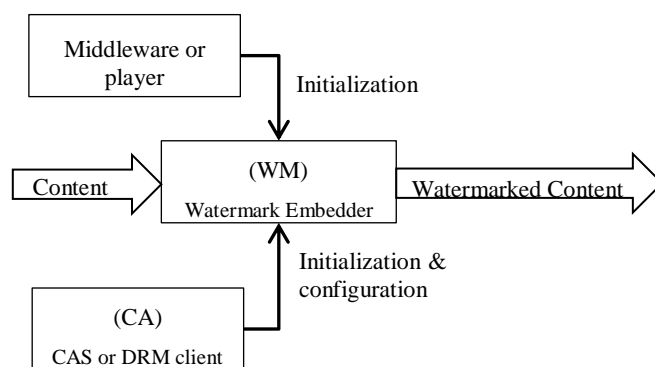 Middleware or
player
Initialization
(WM)
Content
Watermarked Content
Watermark Embedder
Initialization &
configuration
(CA)
CAS or DRM client